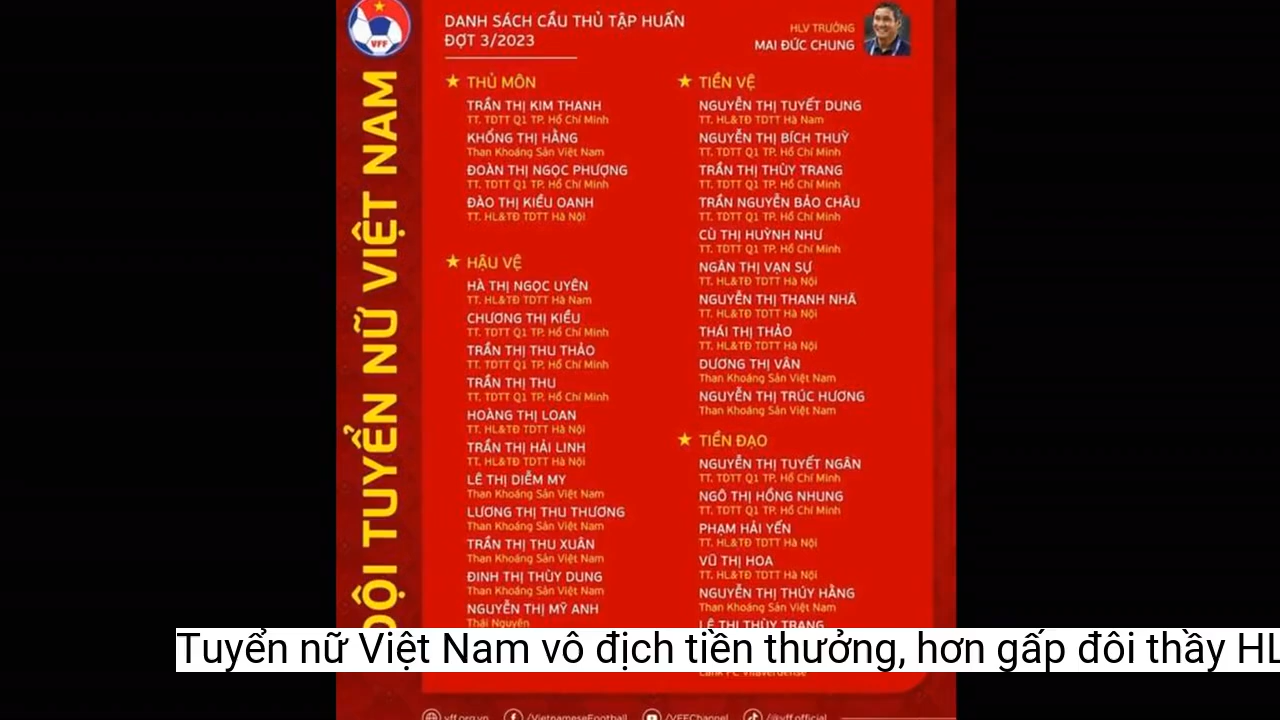 VFF
ĐỘI TUYỂN NỮ VIỆT NAM
DANH SÁCH CẦU THỦ TẬP HUẤN
ĐỢT 3/2023
HLV TRƯỞNG
MAI ĐỨC CHUNG
THỦ MÔN
TRẦN THỊ KIM THANH
TT. TDTT Q1 TP. Hồ Chí Minh
KHỔNG THỊ HẰNG
Than Khoáng Sản Việt Nam
ĐOÀN THỊ NGỌC PHƯỢNG
TT. TDTT Q1 TP. Hồ Chí Minh
ĐÀO THỊ KIỀU OANH
TT. HL&TĐ TDTT Hà Nội
HẬU VỆ
HÀ THỊ NGỌC UYÊN
TT. HL&TĐ TDTT Hà Nam
CHƯƠNG THỊ KIỀU
TT. TDTT Q1 TP. Hồ Chí Minh
TRẦN THỊ THU THẢO
TT. TDTT Q1 TP. Hồ Chí Minh
TRẦN THỊ THU
TT. TDTT Q1 TP. Hồ Chí Minh
HOÀNG THỊ LOAN
TT. HL&TĐ TDTT Hà Nội
TRẦN THỊ HẢI LINH
TT. HL&TĐ TDTT Hà Nội
LÊ THỊ DIỄM MY
Than Khoáng Sản Việt Nam
LƯƠNG THỊ THU THƯƠNG
Than Khoáng Sản Việt Nam
TRẦN THỊ THU XUÂN
Than Khoáng Sản Việt Nam
ĐINH THỊ THÙY DUNG
Than Khoáng Sản Việt Nam
NGUYỄN THỊ MỸ ANH
Thái Nguyên
TIỀN VỆ
NGUYỄN THỊ TUYẾT DUNG
TT. HL&TĐ TDTT Hà Nam
NGUYỄN THỊ BÍCH THUỲ
TT. TDTT Q1 TP. Hồ Chí Minh
TRẦN THỊ THÙY TRANG
TT. TDTT Q1 TP. Hồ Chí Minh
TRẦN NGUYỄN BẢO CHÂU
TT. TDTT Q1 TP. Hồ Chí Minh
CÙ THỊ HUỲNH NHƯ
TT. TDTT Q1 TP. Hồ Chí Minh
NGÂN THỊ VẠN SỰ
TT. HL&TĐ TDTT Hà Nội
NGUYỄN THỊ THANH NHÃ
TT. HL&TĐ TDTT Hà Nội
THÁI THỊ THẢO
TT. HL&TĐ TDTT Hà Nội
DƯƠNG THỊ VÂN
Than Khoáng Sản Việt Nam
NGUYỄN THỊ TRÚC HƯƠNG
Than Khoáng Sản Việt Nam
TIỀN ĐẠO
NGUYỄN THỊ TUYẾT NGÂN
TT. TDTT Q1 TP. Hồ Chí Minh
NGÔ THỊ HỒNG NHUNG
TT. TDTT Q1 TP. Hồ Chí Minh
PHẠM HẢI YẾN
TT. HL&TĐ TDTT Hà Nội
VŨ THỊ HOA
TT. HL&TĐ TDTT Hà Nội
NGUYỄN THỊ THÚY HẰNG
Than Khoáng Sản Việt Nam
LÊ THỊ THÙY TRANG
Tuyển nữ Việt Nam vô địch tiền thưởng, hơn gấp đôi thầy HL
Lank FC Vilaverdense
vff.org.vn /VietnameseFootball /VFFChannel /@vff.official